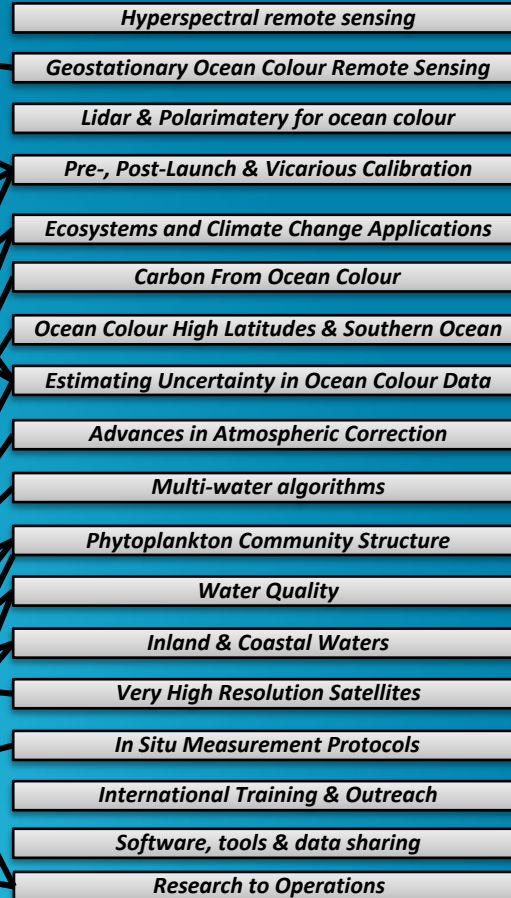 Hyperspectral remote sensing
Geostationary Ocean Colour Remote Sensing
Lidar & Polarimatery for ocean colour
Pre-, Post-Launch & Vicarious Calibration
Ecosystems and Climate Change Applications
Carbon From Ocean Colour
Ocean Colour High Latitudes & Southern Ocean
Estimating Uncertainty in Ocean Colour Data
Advances in Atmospheric Correction
Multi-water algorithms
Phytoplankton Community Structure
Water Quality
Inland & Coastal Waters
Very High Resolution Satellites
In Situ Measurement Protocols
International Training & Outreach
Software, tools & data sharing
Research to Operations